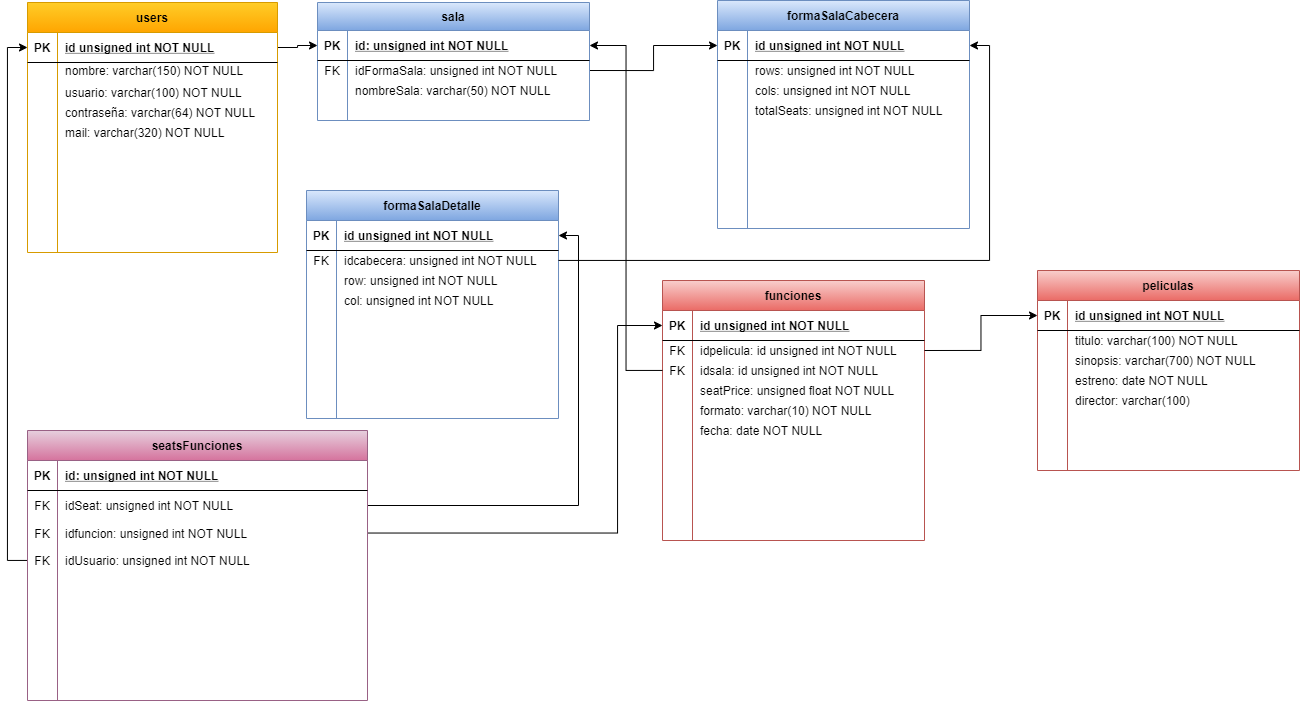 users
PK id unsigned int NOT NULL
nombre: varchar(150) NOT NULL
usuario: varchar(100) NOT NULL
contraseña: varchar(64) NOT NULL
mail: varchar(320) NOT NULL
sala
PK id: unsigned int NOT NULL
FK idFormaSala: unsigned int NOT NULL
nombreSala: varchar(50) NOT NULL
formaSalaCabecera
PK id unsigned int NOT NULL
rows: unsigned int NOT NULL
cols: unsigned int NOT NULL
totalSeats: unsigned int NOT NULL
formaSalaDetalle
PK id unsigned int NOT NULL
FK idcabecera: unsigned int NOT NULL
row: unsigned int NOT NULL
col: unsigned int NOT NULL
funciones
PK id unsigned int NOT NULL
FK idpelicula: id unsigned int NOT NULL
FK idsala: id unsigned int NOT NULL
seatPrice: unsigned float NOT NULL
formato: varchar(10) NOT NULL
fecha: date NOT NULL
peliculas
PK id unsigned int NOT NULL
titulo: varchar(100) NOT NULL
sinopsis: varchar(700) NOT NULL
estreno: date NOT NULL
director: varchar(100)
seatsFunciones
PK id: unsigned int NOT NULL
FK idSeat: unsigned int NOT NULL
FK idfuncion: unsigned int NOT NULL
FK idUsuario: unsigned int NOT NULL